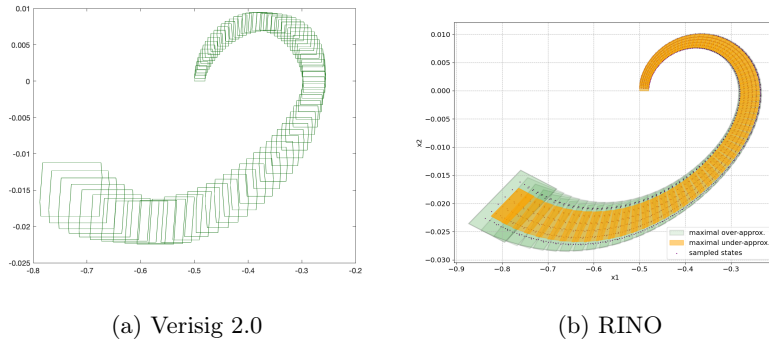 0.01
0.005
0
-0.005
-0.01
-0.015
-0.02
-0.025
-0.8 -0.7 -0.6 -0.5 -0.4 -0.3 -0.2
(a) Verisig 2.0
0.010
0.005
0.000
−0.005
−0.010
−0.015
−0.020
−0.025
−0.030
x2
maximal over-approx.
maximal under-approx.
sampled states
−0.9 −0.8 −0.7 −0.6 −0.5 −0.4 −0.3
x1
(b) RINO